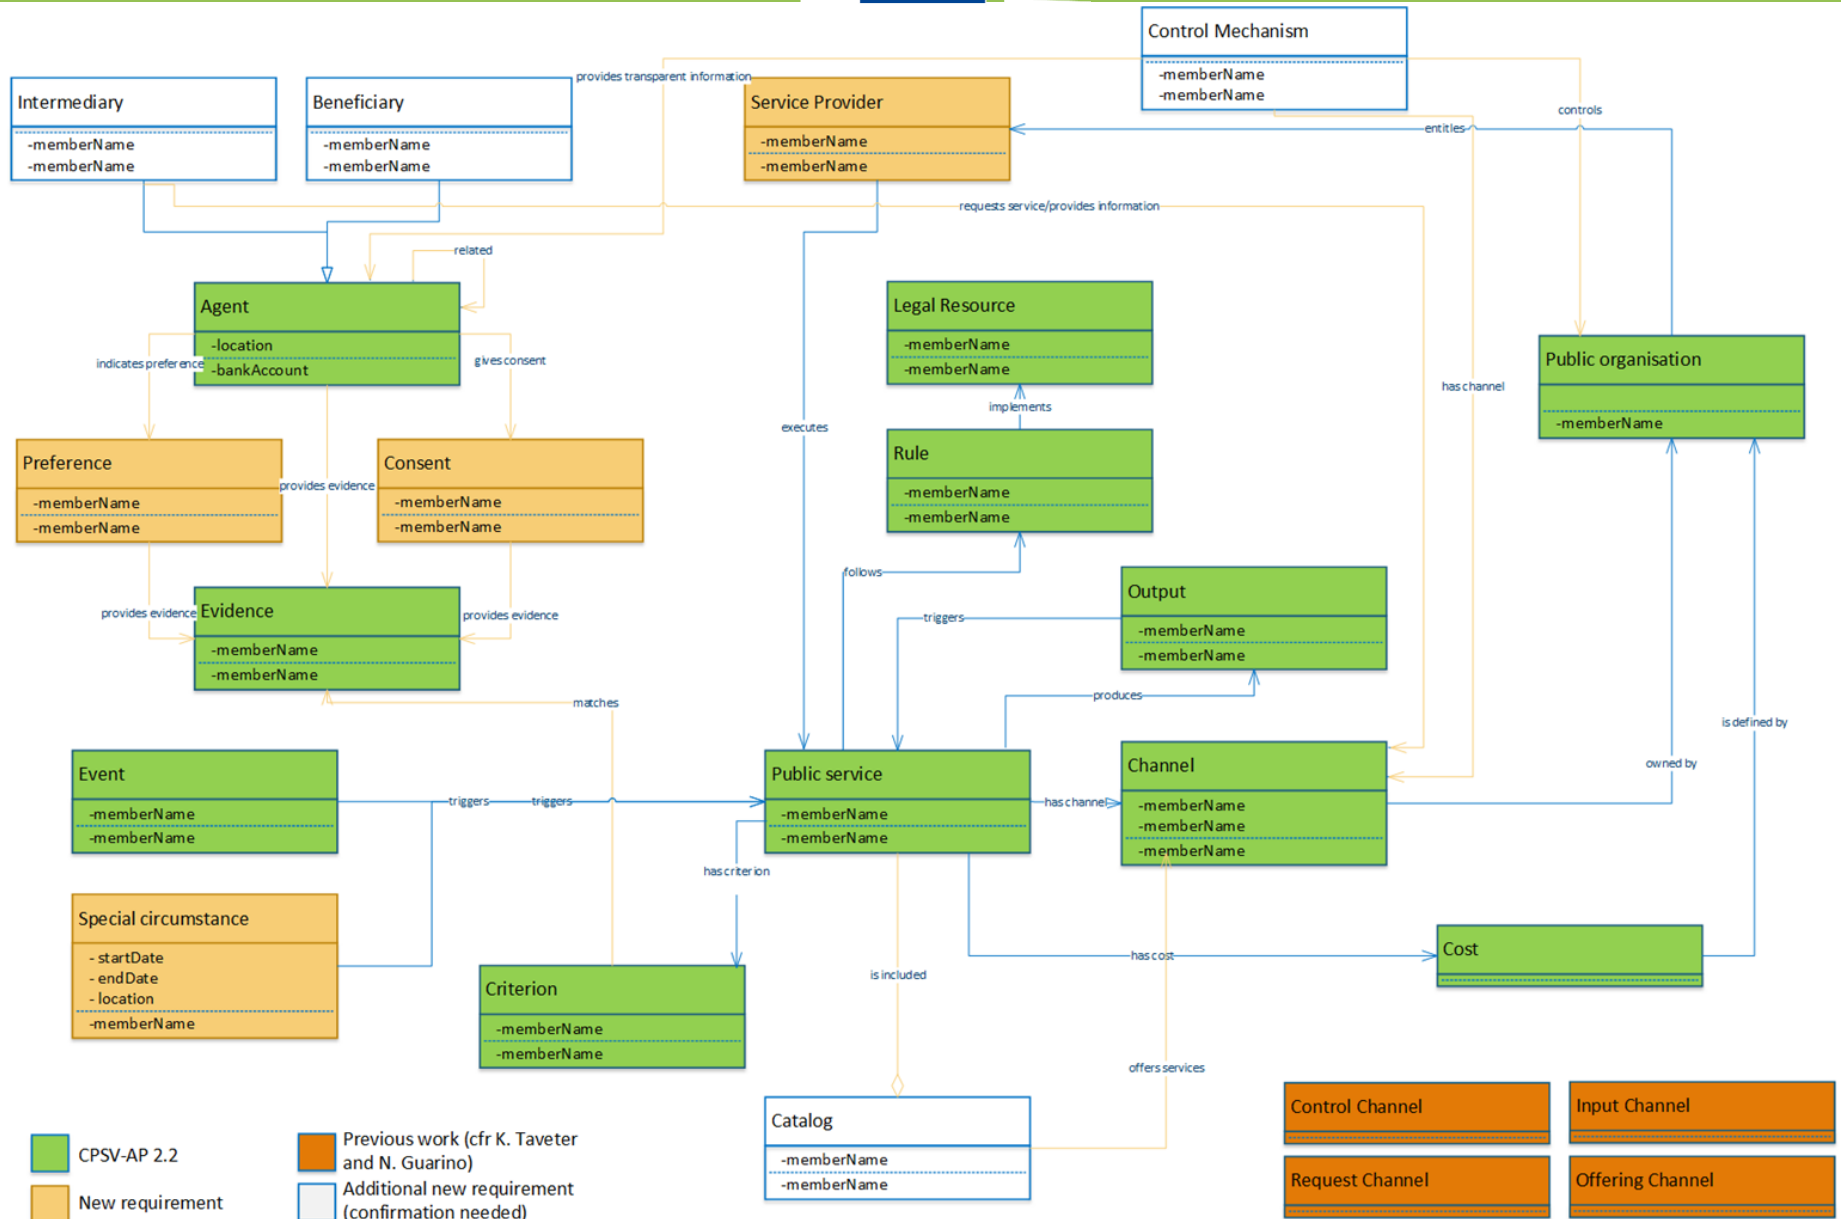 Control Mechanism
-memberName
-memberName
provides transparent information
Intermediary
-memberName
-memberName
Beneficiary
-memberName
-memberName
Service Provider
-memberName
-memberName
controls
entitles
requests service/provides information
related
Agent
-location
-bankAccount
indicates preference
gives consent
Legal Resource
-memberName
-memberName
implements
Public organisation
-memberName
has channel
executes
Preference
-memberName
-memberName
provides evidence
Consent
-memberName
-memberName
Rule
-memberName
-memberName
follows
provides evidence
Evidence
-memberName
-memberName
provides evidence
Output
-memberName
-memberName
triggers
produces
matches
is defined by
owned by
Event
-memberName
-memberName
triggers
triggers
Public service
-memberName
-memberName
has channel
Channel
-memberName
-memberName
-memberName
has criterion
Special circumstance
- startDate
- endDate
- location
-memberName
Criterion
-memberName
-memberName
is included
has cost
Cost
offers services
Catalog
-memberName
-memberName
Control Channel
Input Channel
Request Channel
Offering Channel
CPSV-AP 2.2
Previous work (cfr K. Taveter
and N. Guarino)
New requirement
Additional new requirement
(confirmation needed)